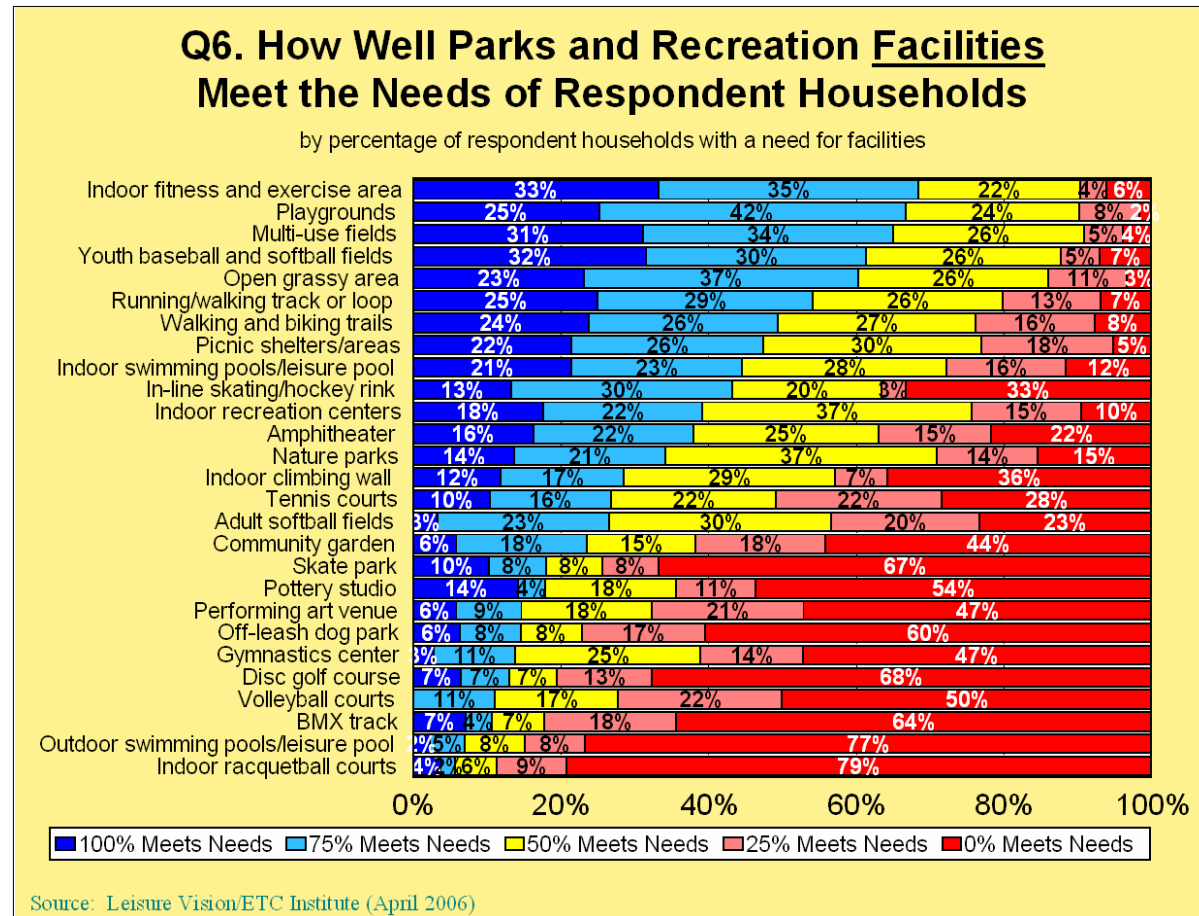 Q6. How Well Parks and Recreation Facilities
Meet the Needs of Respondent Households
by percentage of respondent households with a need for facilities
Indoor fitness and exercise area 33% 35% 22% 4% 6%
Playgrounds 25% 42% 24% 8% 2%
Multi-use fields 31% 34% 26% 5% 4%
Youth baseball and softball fields 32% 30% 26% 5% 7%
Open grassy area 23% 37% 26% 11% 3%
Running/walking track or loop 25% 29% 26% 13% 7%
Walking and biking trails 24% 26% 27% 16% 8%
Picnic shelters/areas 22% 26% 30% 18% 5%
Indoor swimming pools/leisure pool 21% 23% 28% 16% 12%
In-line skating/hockey rink 13% 30% 20% 3% 33%
Indoor recreation centers 18% 22% 37% 15% 10%
Amphitheater 16% 22% 25% 15% 22%
Nature parks 14% 21% 37% 14% 15%
Indoor climbing wall 12% 17% 29% 7% 36%
Tennis courts 10% 16% 22% 22% 28%
Adult softball fields 3% 23% 30% 20% 23%
Community garden 6% 18% 15% 18% 44%
Skate park 10% 8% 8% 8% 67%
Pottery studio 14% 4% 18% 11% 54%
Performing art venue 6% 9% 18% 21% 47%
Off-leash dog park 6% 8% 8% 17% 60%
Gymnastics center 3% 11% 25% 14% 47%
Disc golf course 7% 7% 7% 13% 68%
Volleyball courts 11% 17% 22% 50%
BMX track 7% 4% 7% 18% 64%
Outdoor swimming pools/leisure pool 2% 5% 8% 8% 77%
Indoor racquetball courts 4% 2% 6% 9% 79%
0% 20% 40% 60% 80% 100%
100% Meets Needs 75% Meets Needs 50% Meets Needs 25% Meets Needs 0% Meets Needs
Source: Leisure Vision/ETC Institute (April 2006)